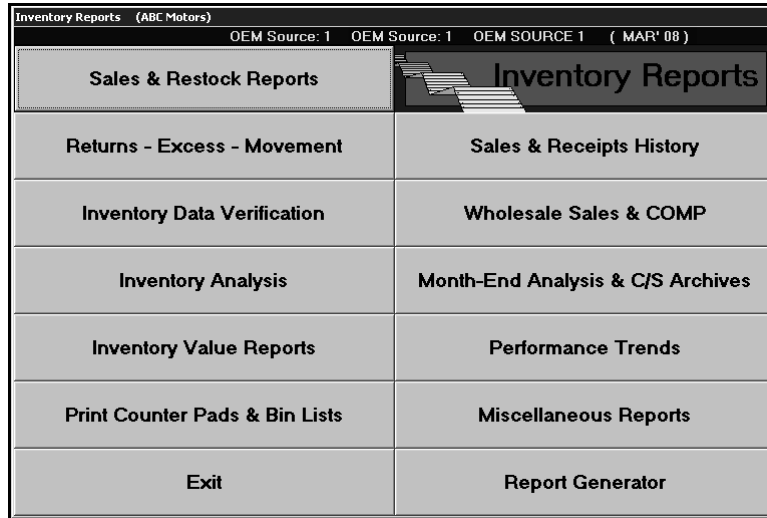 Inventory Reports (ABC Motors)
OEM Source: 1 OEM Source: 1 OEM SOURCE 1 ( MAR' 08 )
Sales & Restock Reports
Inventory Reports
Returns - Excess - Movement
Sales & Receipts History
Inventory Data Verification
Wholesale Sales & COMP
Inventory Analysis
Month-End Analysis & C/S Archives
Inventory Value Reports
Performance Trends
Print Counter Pads & Bin Lists
Miscellaneous Reports
Exit
Report Generator